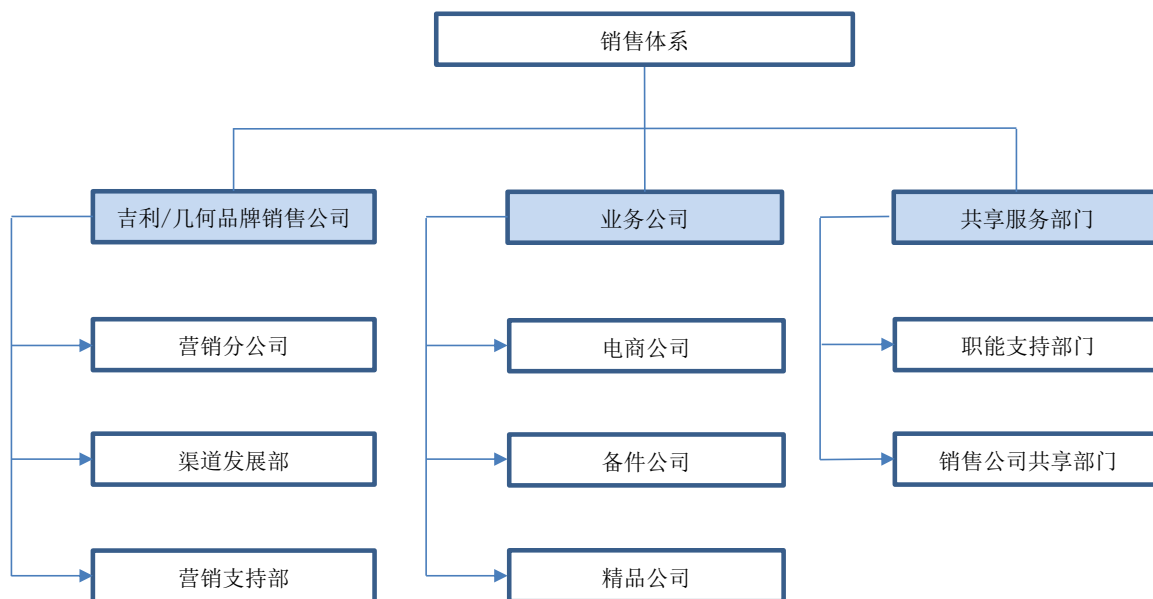 销售体系
吉利/几何品牌销售公司
业务公司
共享服务部门
营销分公司
电商公司
职能支持部门
渠道发展部
备件公司
销售公司共享部门
营销支持部
精品公司